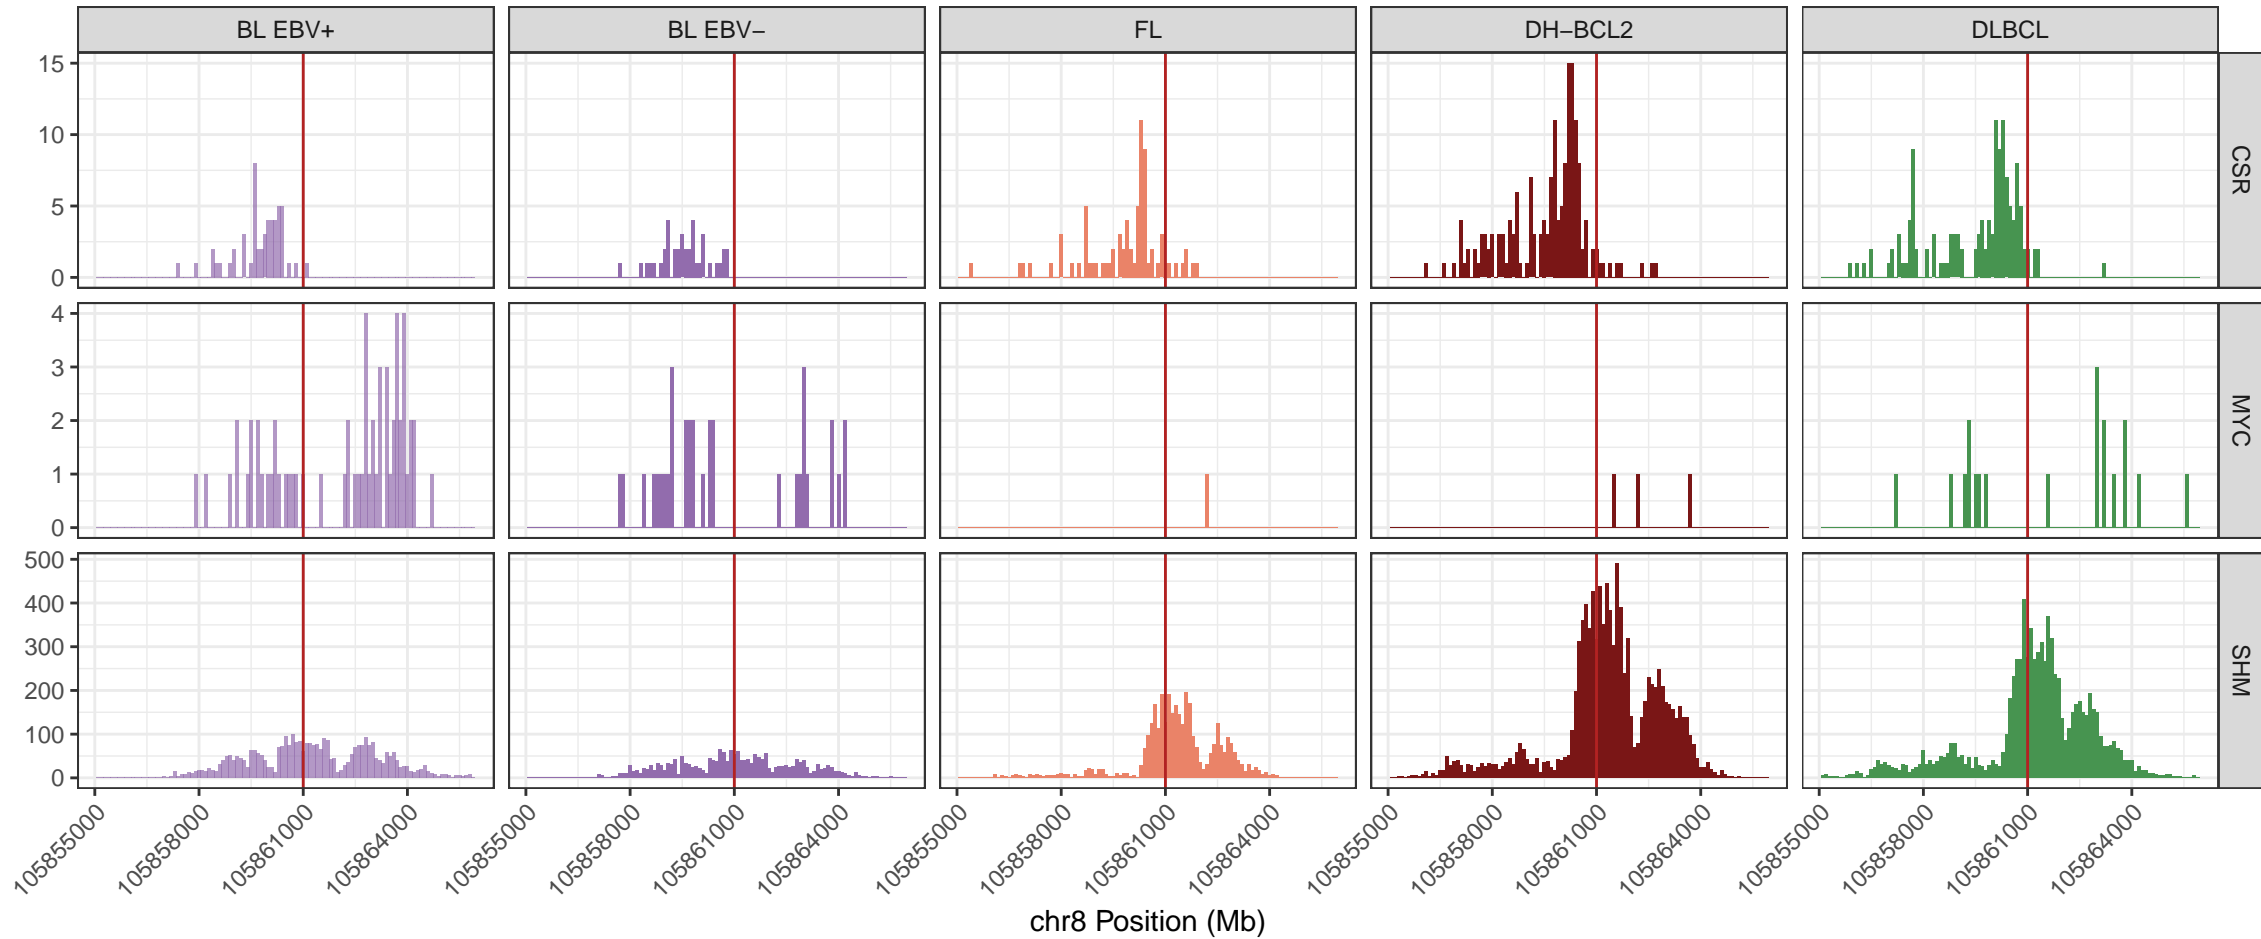 BL EBV+ BL EBV− FL DH−BCL2 DLBCL
15
10
5
0
CSR
4
3
2
1
0
MYC
500
400
300
200
100
0
SHM
105855000 105858000 105861000 105864000 105855000 105858000 105861000 105864000 105855000 105858000 105861000 105864000 105855000 105858000 105861000 105864000 105855000 105858000 105861000 105864000
chr8 Position (Mb)